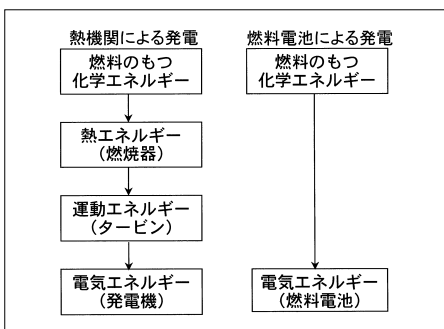 熱機関による発電
燃料のもつ
化学エネルギー
熱エネルギー
(燃焼器)
運動エネルギー
(タービン)
電気エネルギー
(発電機)
燃料電池による発電
燃料のもつ
化学エネルギー
電気エネルギー
(燃料電池)